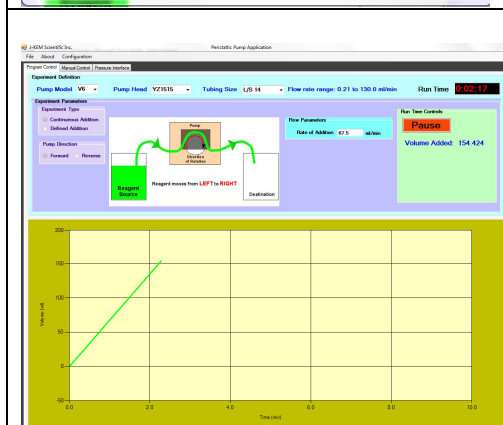 J-KEM Scientific Inc. Peristaltic Pump Application
File About Configuration
Program Control Manual Control Pressure Interface
Experiment Definition
Pump Model V6 Pump Head YZ1515 Tubing Size L/S 14 Flow rate range: 0.21 to 130.0 ml/min Run Time 0:02:17
Experiment Parameters
Experiment Type
Continuous Addition
Defined Addition
Pump Direction
Forward Reverse
Pump
Direction
of Rotation
Reagent
Source
Reagent moves from LEFT to RIGHT
Destination
Flow Parameters
Rate of Addition 67.5 ml/min
Run Time Controls
Pause
Volume Added: 154.424
200
150
100
50
0
-50
Volume (ml)
0.0 2.0 4.0 6.0 8.0 10.0
Time (min)